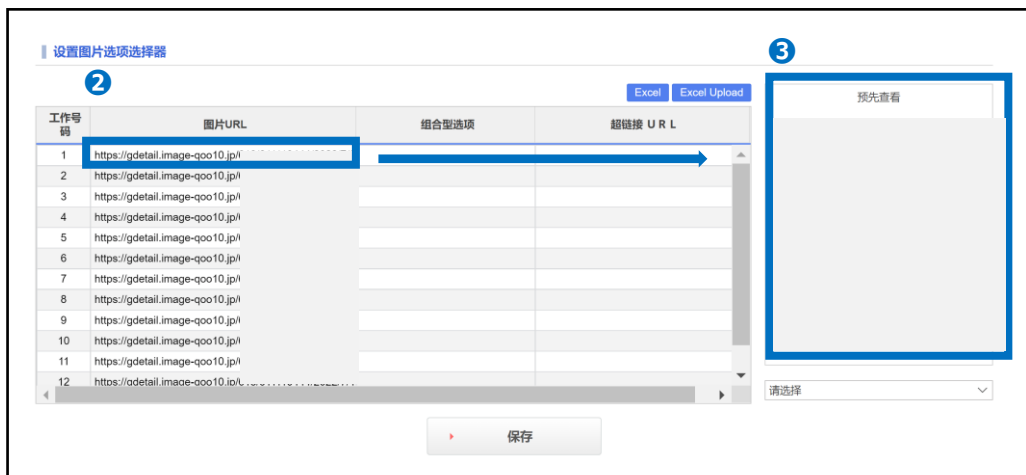 设置图片选项选择器
❷
❸
Excel Excel Upload
预先查看
工作号码 图片URL 组合型选项 超链接 U R L
1 https://gdetail.image-qoo10.jp/
2 https://gdetail.image-qoo10.jp/
3 https://gdetail.image-qoo10.jp/
4 https://gdetail.image-qoo10.jp/
5 https://gdetail.image-qoo10.jp/
6 https://gdetail.image-qoo10.jp/
7 https://gdetail.image-qoo10.jp/
8 https://gdetail.image-qoo10.jp/
9 https://gdetail.image-qoo10.jp/
10 https://gdetail.image-qoo10.jp/
11 https://gdetail.image-qoo10.jp/
12 https://gdetail.image-qoo10.jp/
请选择
保存